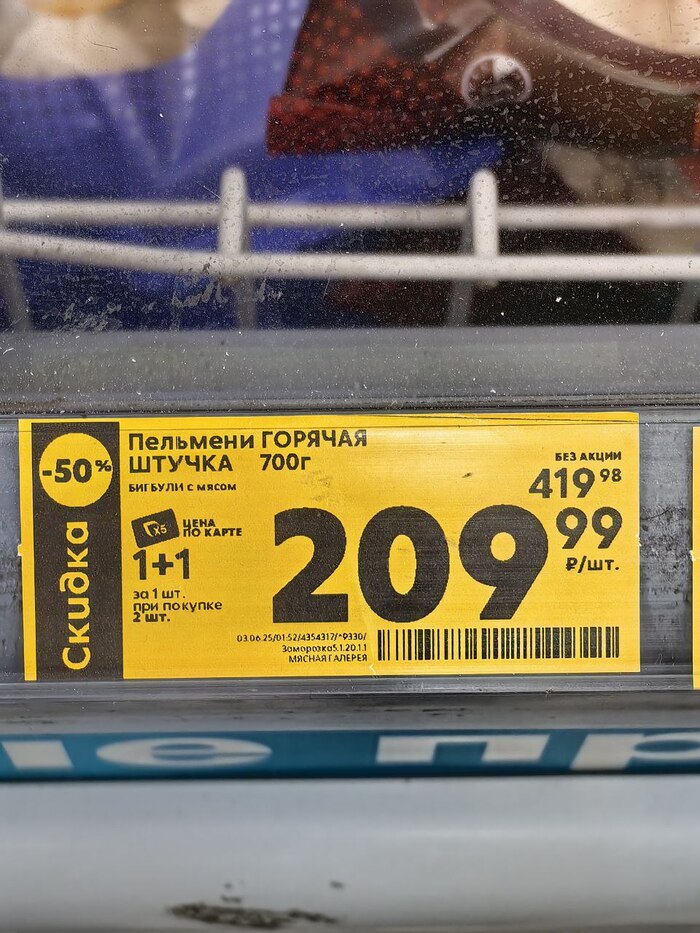 -50%
Скидка
Пельмени ГОРЯЧАЯ
ШТУЧКА 700г
БИГБУЛИ с мясом
БЕЗ АКЦИИ
419 98
X5 ЦЕНА
ПО КАРТЕ
1+1
за 1 шт.
при покупке
2 шт.
209 99
₽/шт.
03.06.25/01:52/4354317/*9330/
Заморозка5.1.20.1.1
МЯСНАЯ ГАЛЕРЕЯ